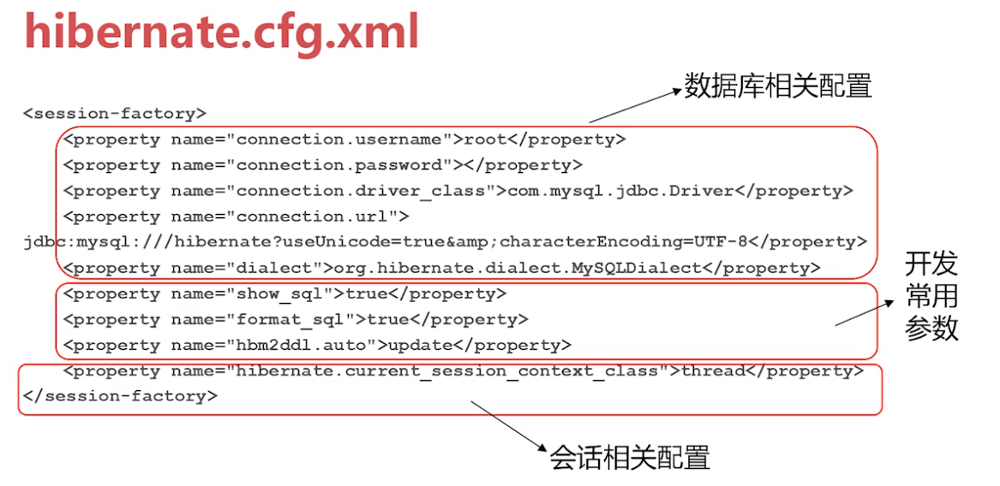 hibernate.cfg.xml
数据库相关配置
<session-factory>
<property name="connection.username">root</property>
<property name="connection.password"></property>
<property name="connection.driver_class">com.mysql.jdbc.Driver</property>
<property name="connection.url">
jdbc:mysql:///hibernate?useUnicode=true&amp;characterEncoding=UTF-8</property>
<property name="dialect">org.hibernate.dialect.MySQLDialect</property>
<property name="show_sql">true</property>
<property name="format_sql">true</property>
<property name="hbm2ddl.auto">update</property>
开发
常用
参数
<property name="hibernate.current_session_context_class">thread</property>
</session-factory>
会话相关配置